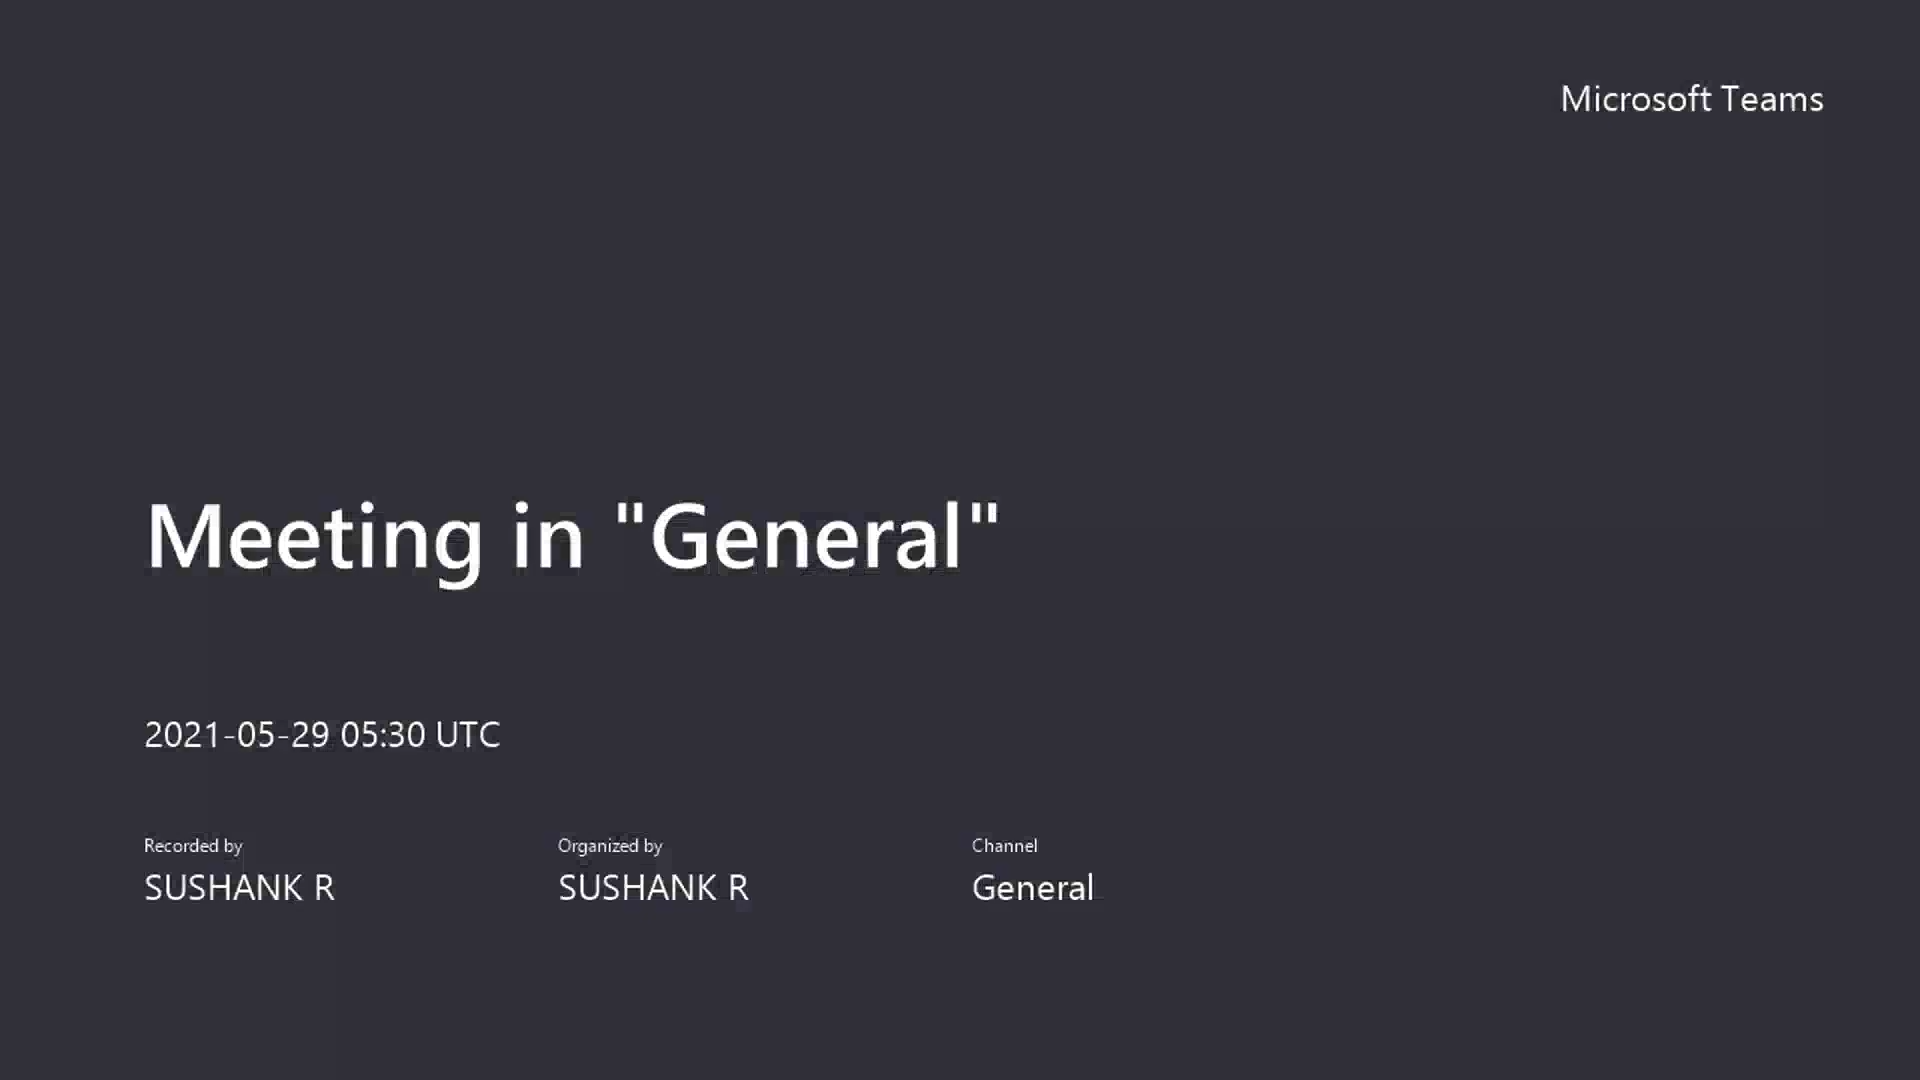 Microsoft Teams
Meeting in "General"
2021-05-29 05:30 UTC
Recorded by
SUSHANK R
Organized by
SUSHANK R
Channel
General